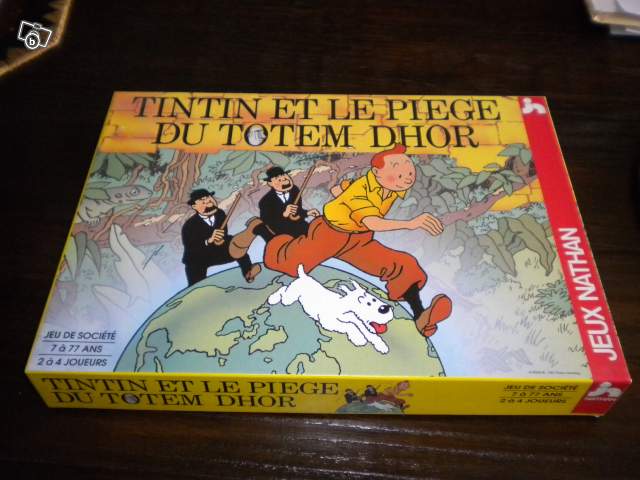 TINTIN ET LE PIEGE
DU TOTEM DHOR
JEU DE SOCIÉTÉ
7 à 77 ANS
2 à 4 JOUEURS
JEUX NATHAN
TINTIN ET LE PIEGE
DU TOTEM DHOR
JEU DE SOCIÉTÉ
7 à 77 ANS
2 à 4 JOUEURS
NATHAN